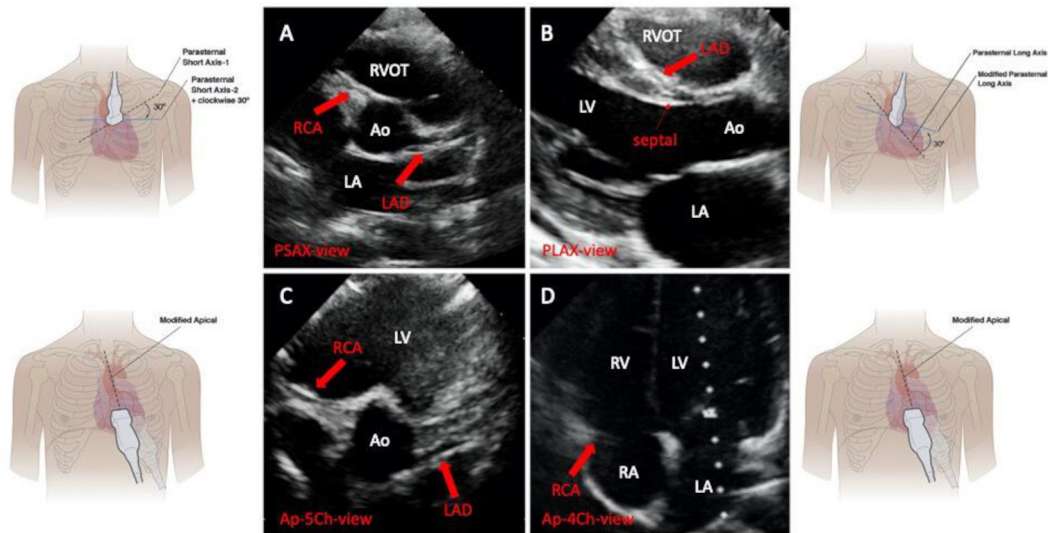 Parasternal
Short Axis-1
Parasternal
Short Axis-2
+ clockwise 30°
30°
A
RVOT
RCA
Ao
LA
LAD
PSAX-view
B
RVOT
LAD
LV
septal
Ao
LA
PLAX-view
Parasternal Long Axis
Modified Parasternal
Long Axis
30°
Modified Apical
C
LV
RCA
Ao
LAD
Ap-5Ch-view
D
RV
LV
RCA
RA
LA
Ap-4Ch-view
Modified Apical